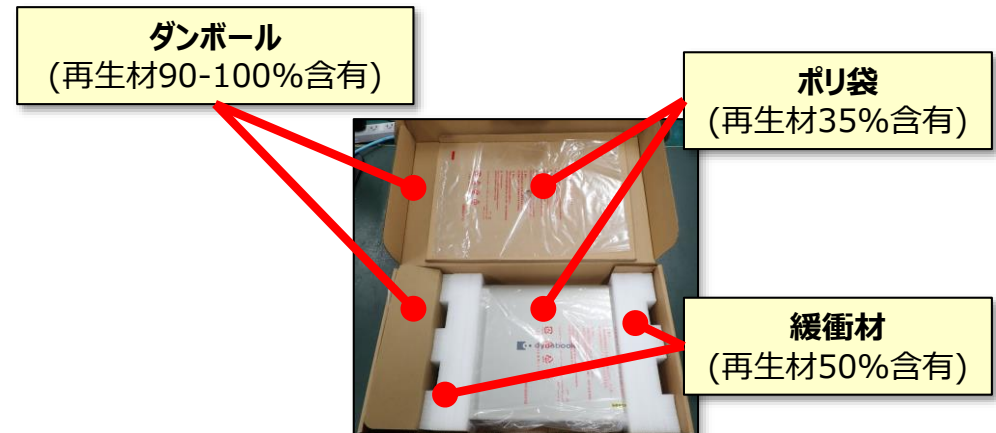 ダンボール
(再生材90-100%含有)
ポリ袋
(再生材35%含有)
dynabook
緩衝材
(再生材50%含有)